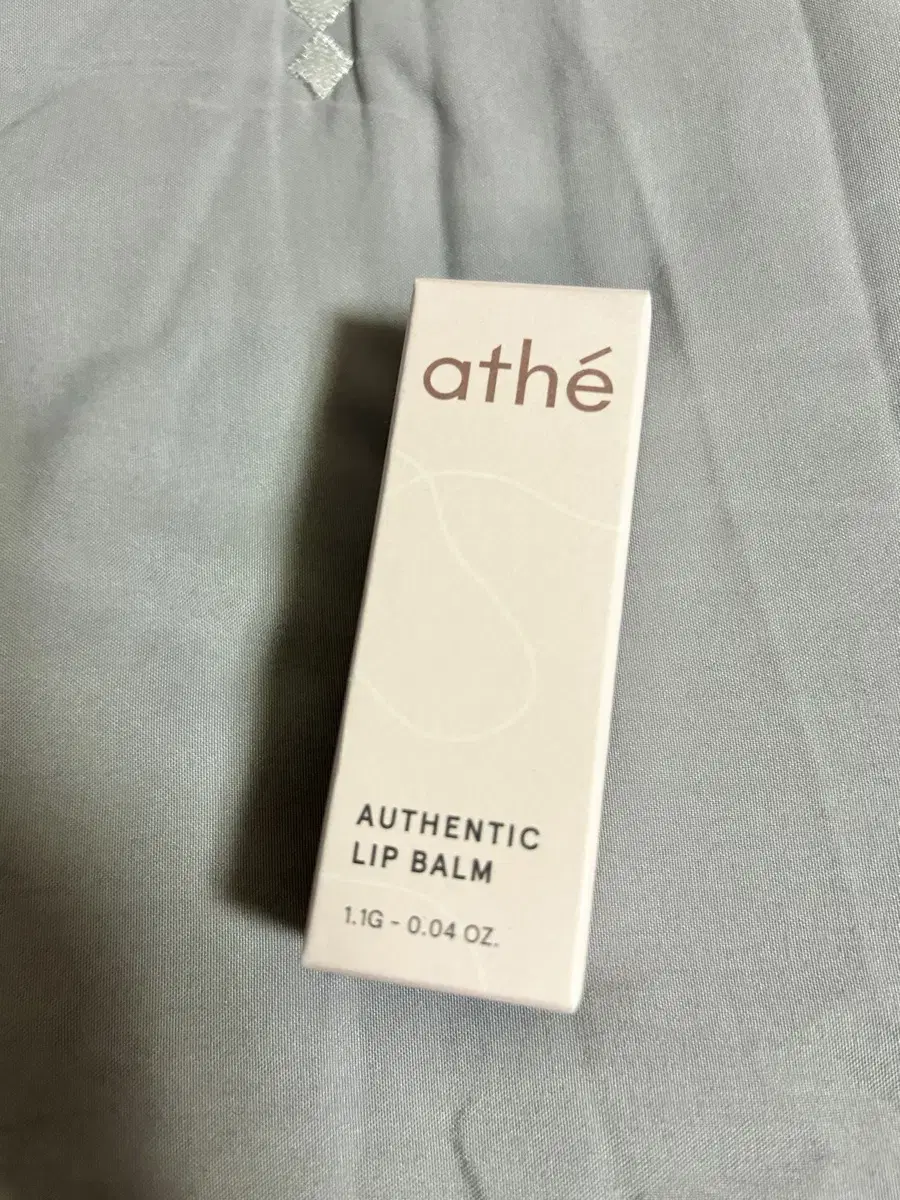 athé
AUTHENTIC
LIP BALM
1.1G - 0.04 OZ.